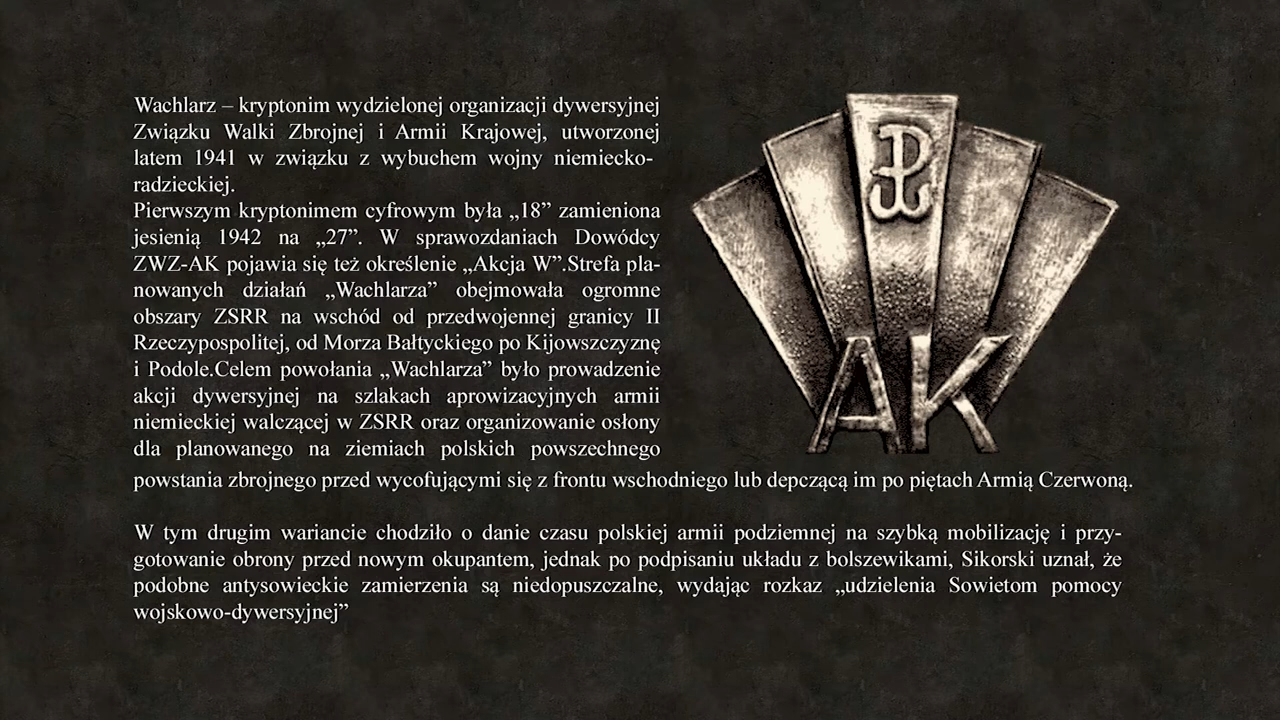 Wachlarz – kryptonim wydzielonej organizacji dywersyjnej
Związku Walki Zbrojnej i Armii Krajowej, utworzonej
latem 1941 w związku z wybuchem wojny niemiecko-
radzieckiej.
Pierwszym kryptonimem cyfrowym była „18” zamieniona
jesienią 1942 na „27”. W sprawozdaniach Dowódcy
ZWZ-AK pojawia się też określenie „Akcja W”.Strefa pla-
nowanych działań „Wachlarza” obejmowała ogromne
obszary ZSRR na wschód od przedwojennej granicy II
Rzeczypospolitej, od Morza Bałtyckiego po Kijowszczyznę
i Podole.Celem powołania „Wachlarza” było prowadzenie
akcji dywersyjnej na szlakach aprowizacyjnych armii
niemieckiej walczącej w ZSRR oraz organizowanie osłony
dla planowanego na ziemiach polskich powszechnego
powstania zbrojnego przed wycofującymi się z frontu wschodniego lub depczącą im po piętach Armią Czerwoną.
W tym drugim wariancie chodziło o danie czasu polskiej armii podziemnej na szybką mobilizację i przy-
gotowanie obrony przed nowym okupantem, jednak po podpisaniu układu z bolszewikami, Sikorski uznał, że
podobne antysowieckie zamierzenia są niedopuszczalne, wydając rozkaz „udzielenia Sowietom pomocy
wojskowo-dywersyjnej”
PW
AK